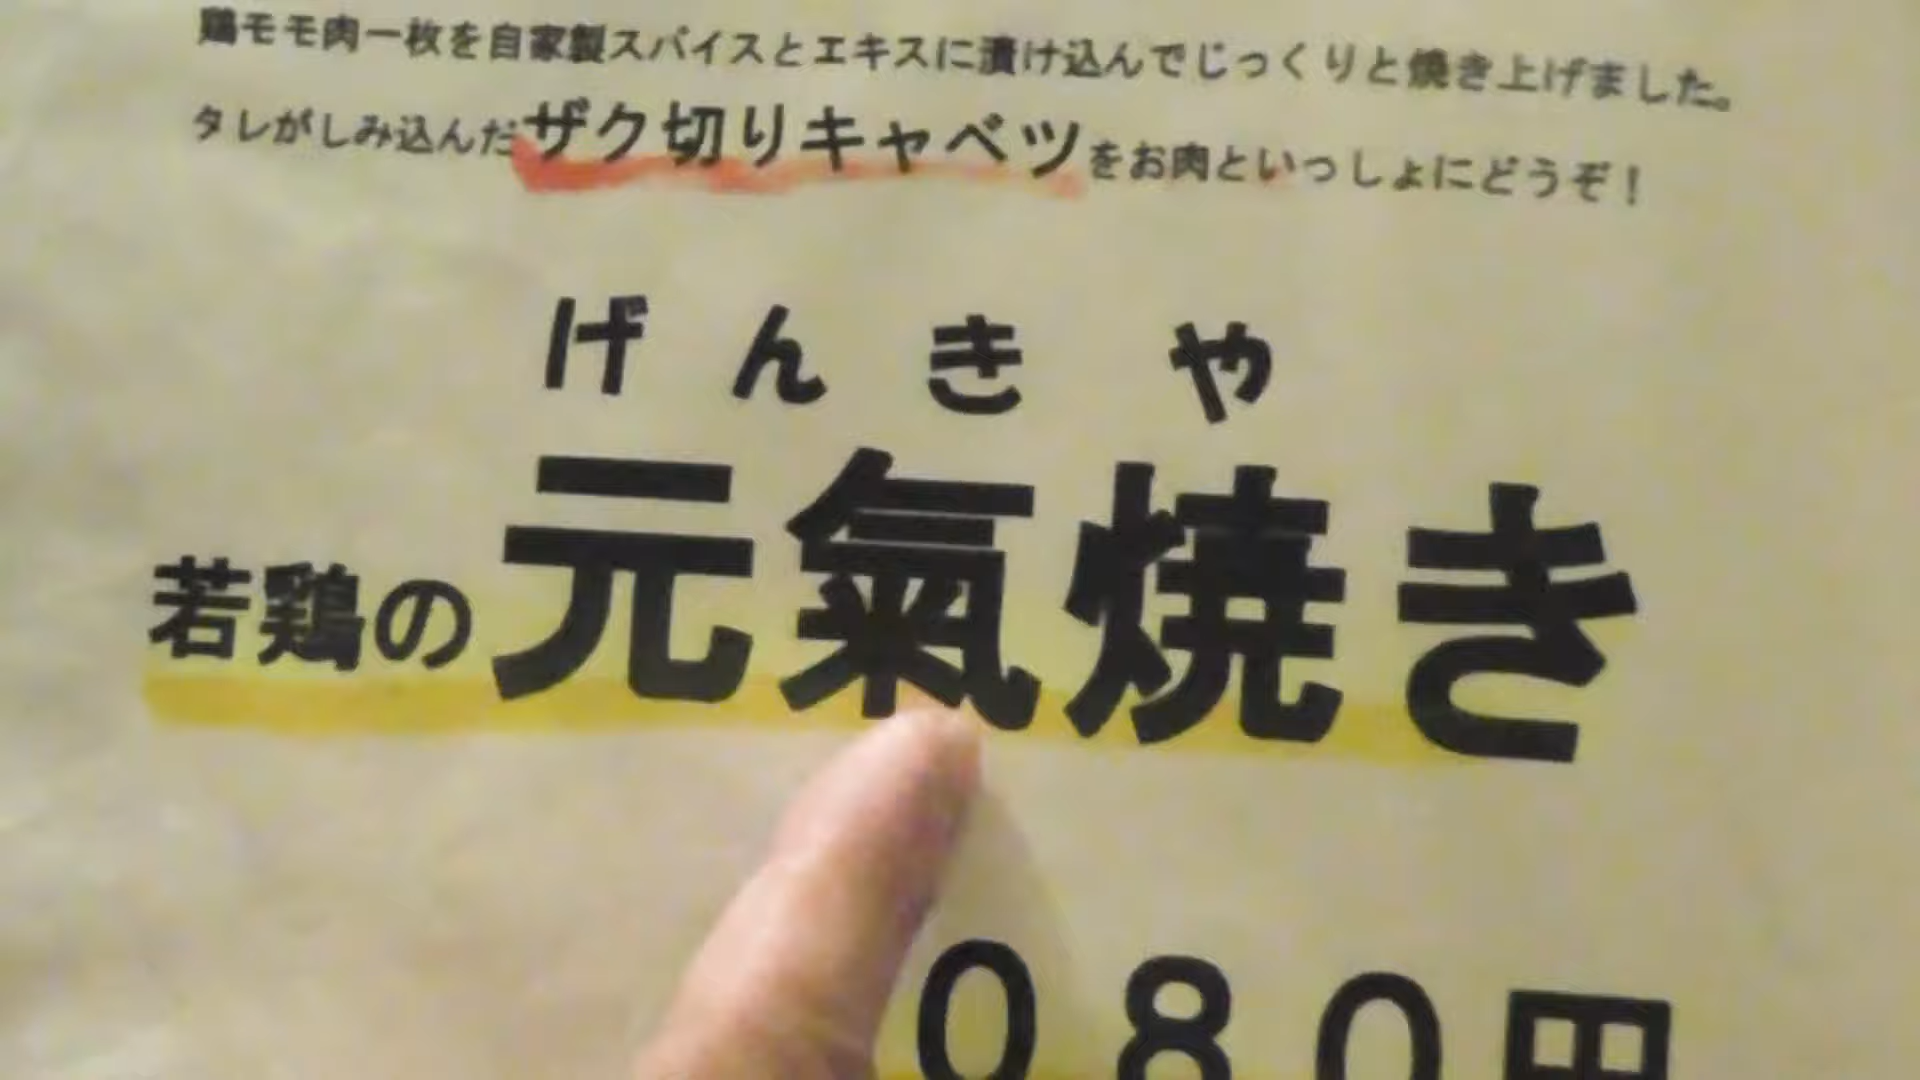 鶏モモ肉一枚を自家製スパイスとエキスに漬け込んでじっくりと焼き上げました。
タレがしみ込んだザク切りキャベツをお肉といっしょにどうぞ！
げんきや
若鶏の元氣焼き
080円